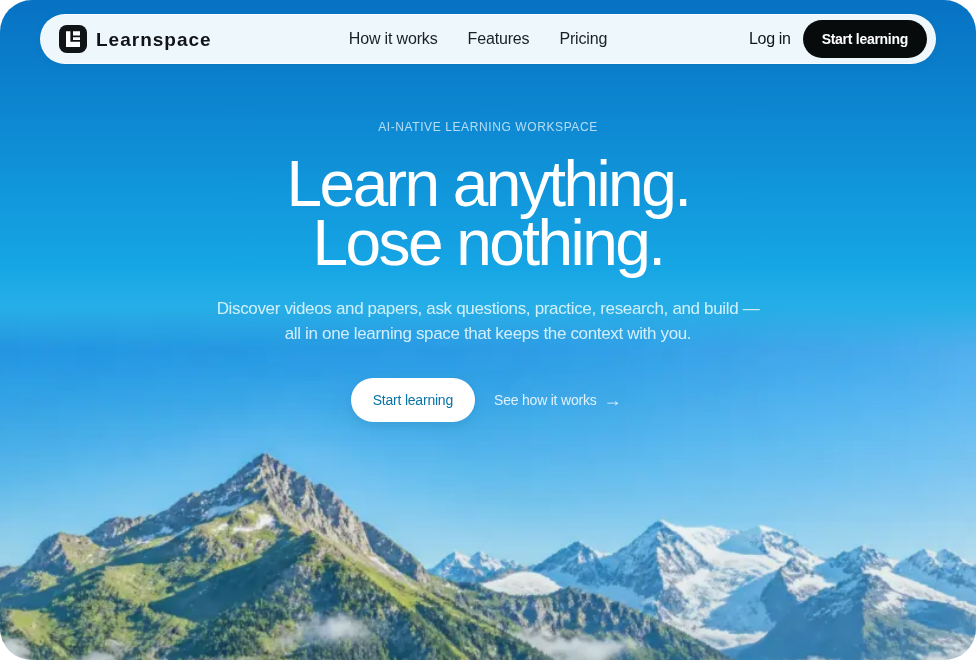 Learnspace
How it works
Features
Pricing
Log in
Start learning
AI-NATIVE LEARNING WORKSPACE
Learn anything.
Lose nothing.
Discover videos and papers, ask questions, practice, research, and build —
all in one learning space that keeps the context with you.
Start learning
See how it works →